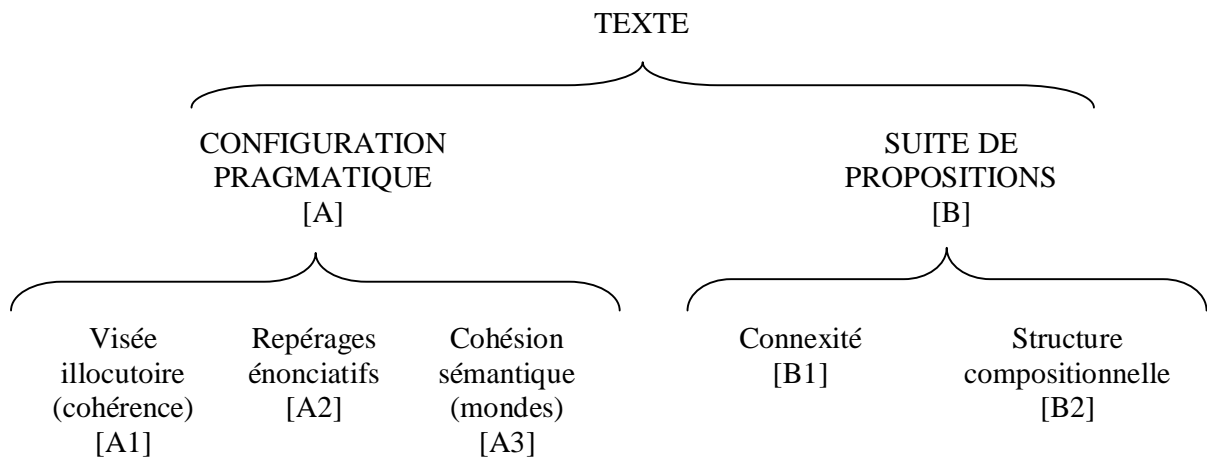 TEXTE
CONFIGURATION
PRAGMATIQUE
[A]
SUITE DE
PROPOSITIONS
[B]
Visée
illocutoire
(cohérence)
[A1]
Repérages
énonciatifs
[A2]
Cohésion
sémantique
(mondes)
[A3]
Connexité
[B1]
Structure
compositionnelle
[B2]